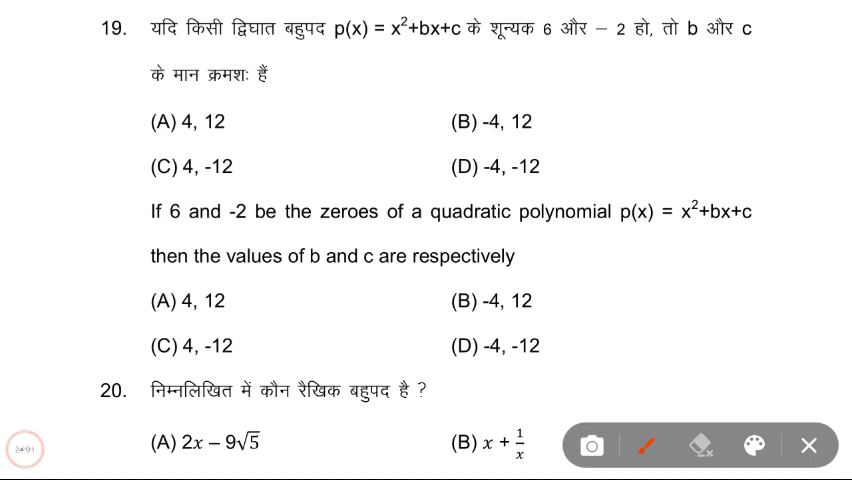 19. यदि किसी द्विघात बहुपद p(x) = x²+bx+c के शून्यक 6 और – 2 हो, तो b और c
के मान क्रमशः हैं
(A) 4, 12 (B) -4, 12
(C) 4, -12 (D) -4, -12
If 6 and -2 be the zeroes of a quadratic polynomial p(x) = x²+bx+c
then the values of b and c are respectively
(A) 4, 12 (B) -4, 12
(C) 4, -12 (D) -4, -12
20. निम्नलिखित में कौन रैखिक बहुपद है ?
(A) 2x – 9√5 (B) x + 1/x
24:01